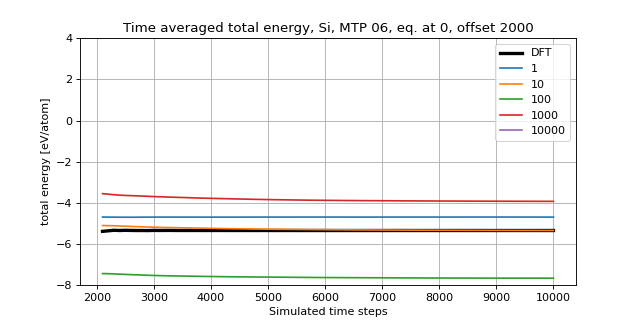 Time averaged total energy, Si, MTP 06, eq. at 0, offset 2000
4
2
0
−2
−4
−6
−8
total energy [eV/atom]
DFT
1
10
100
1000
10000
2000 3000 4000 5000 6000 7000 8000 9000 10000
Simulated time steps